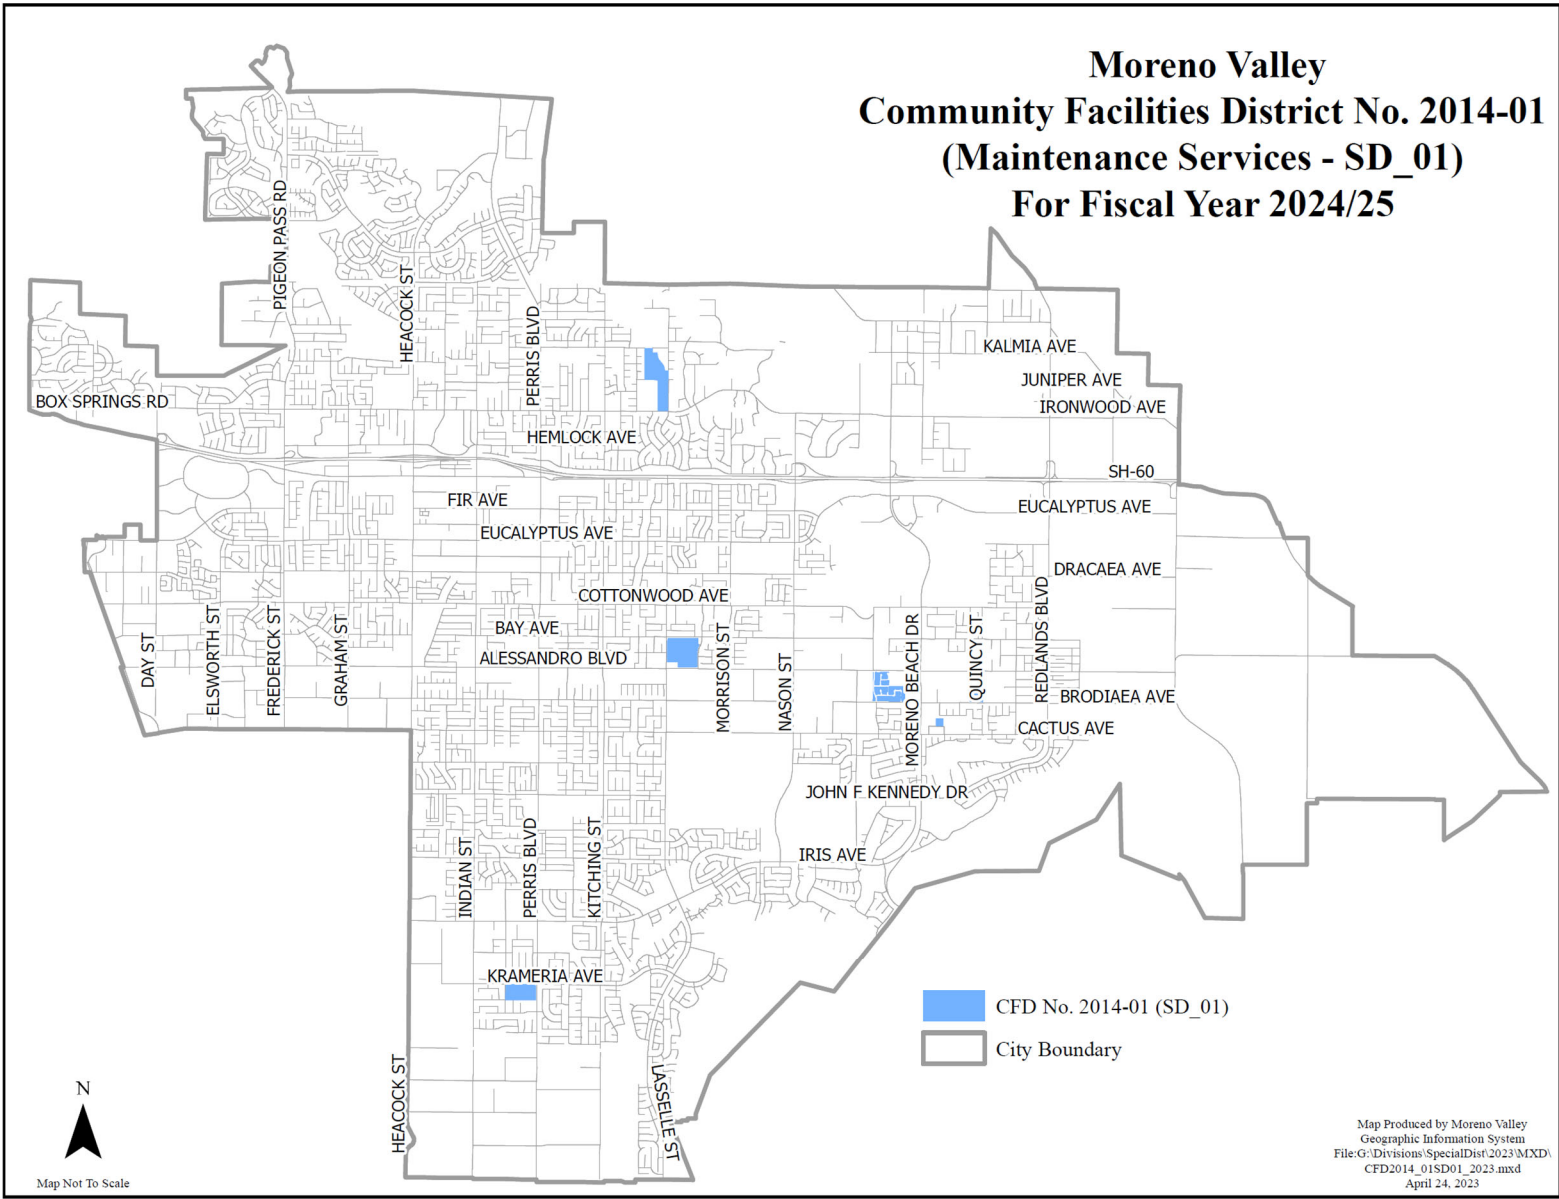 Moreno Valley
Community Facilities District No. 2014-01
(Maintenance Services - SD_01)
For Fiscal Year 2024/25
PIGEON PASS RD
HEACOCK ST
PERRIS BLVD
KALMIA AVE
JUNIPER AVE
BOX SPRINGS RD
IRONWOOD AVE
HEMLOCK AVE
SH-60
FIR AVE
EUCALYPTUS AVE
EUCALYPTUS AVE
DRACAEA AVE
COTTONWOOD AVE
BAY AVE
ALESSANDRO BLVD
DAY ST
ELSWORTH ST
FREDERICK ST
GRAHAM ST
MORRISON ST
NASON ST
MORENO BEACH DR
QUINCY ST
REDLANDS BLVD
BRODIAEA AVE
CACTUS AVE
JOHN F KENNEDY DR
IRIS AVE
INDIAN ST
PERRIS BLVD
KITCHING ST
KRAMERIA AVE
HEACOCK ST
LASSELLE ST
CFD No. 2014-01 (SD_01)
City Boundary
N
Map Not To Scale
Map Produced by Moreno Valley
Geographic Information System
File:G:\Divisions\SpecialDist\2023\MXD\
CFD2014_01SD01_2023.mxd
April 24, 2023